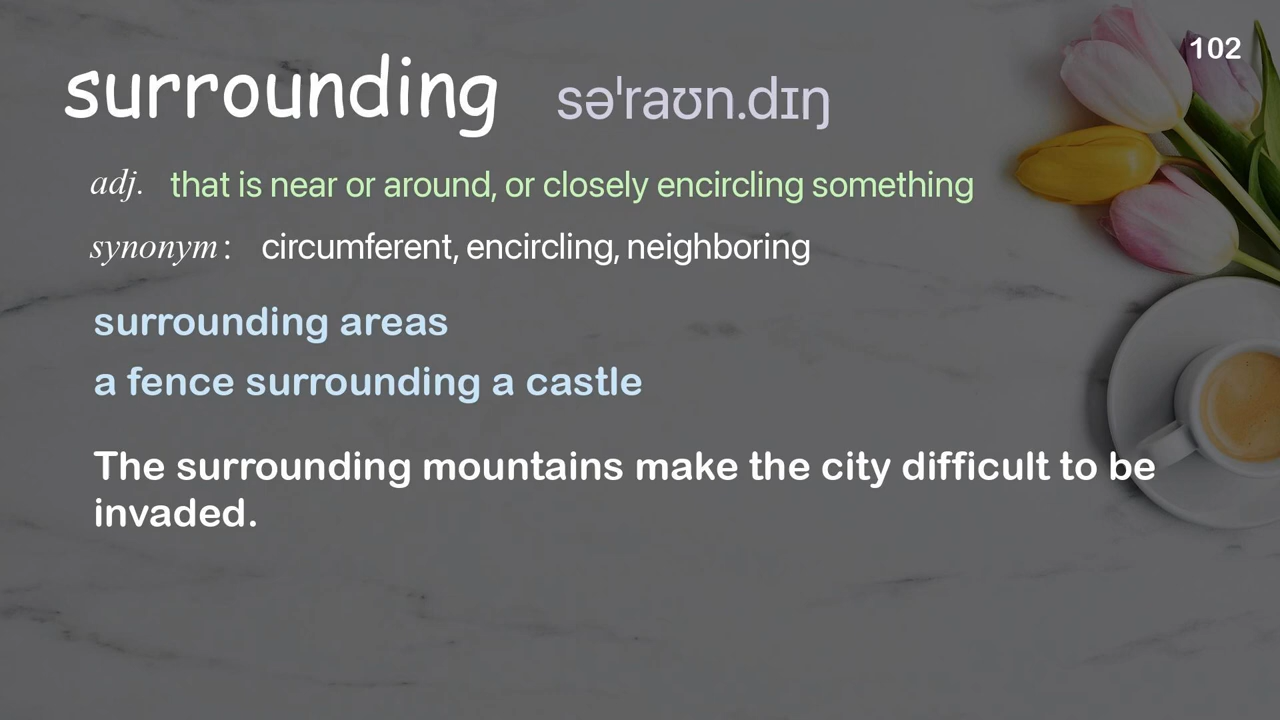 102
surrounding səˈraʊn.dɪŋ
adj. that is near or around, or closely encircling something
synonym : circumferent, encircling, neighboring
surrounding areas
a fence surrounding a castle
The surrounding mountains make the city difficult to be
invaded.